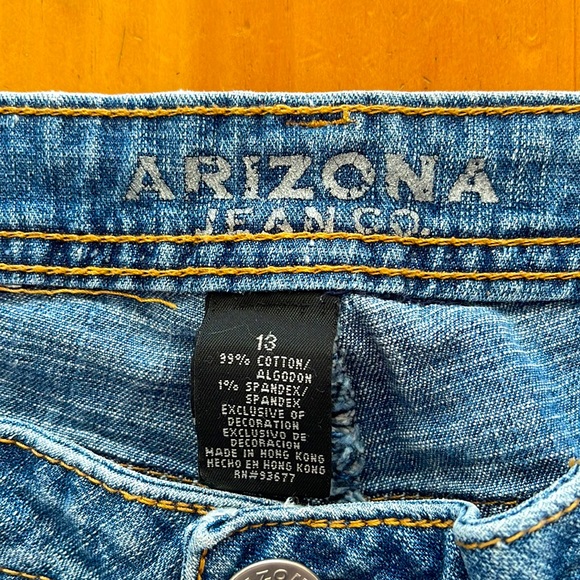 ARIZONA
JEAN CO.
13
99% COTTON/
ALGODON
1% SPANDEX/
SPANDEX
EXCLUSIVE OF
DECORATION
EXCLUSIVO DE
DECORACION
MADE IN HONG KONG
HECHO EN HONG KONG
RN#93677